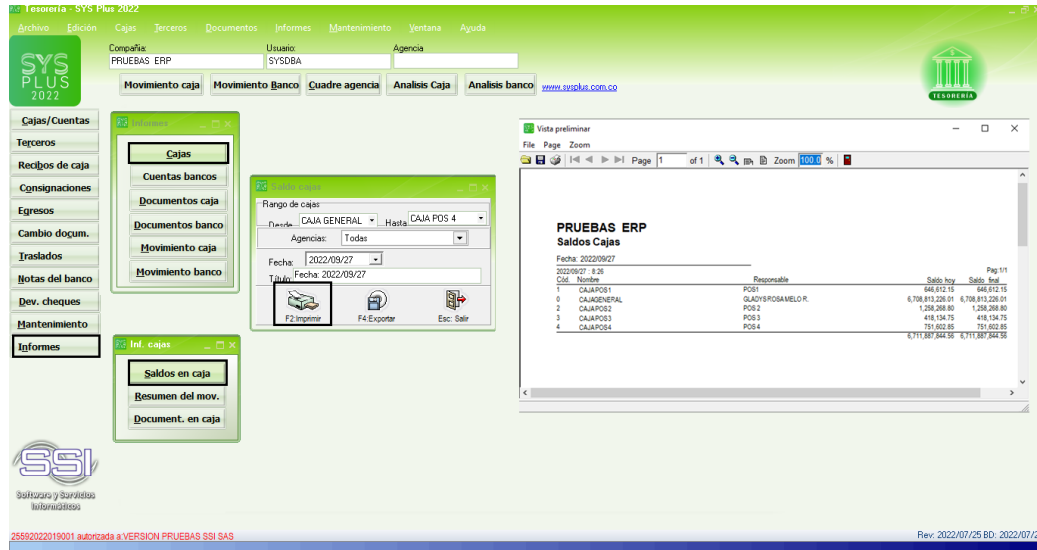 Tesorería - SYS Plus 2022
Archivo Edición Cajas Terceros Documentos Informes Mantenimiento Ventana Ayuda
Compañia: Usuario: Agencia
PRUEBAS ERP SYSDBA
SYS
PLUS
2022
Movimiento caja Movimiento Banco Cuadre agencia Analisis Caja Analisis banco www.sysplus.com.co
TESORERIA
Cajas/Cuentas
Terceros
Recibos de caja
Consignaciones
Egresos
Cambio docum.
Traslados
Notas del banco
Dev. cheques
Mantenimiento
Informes
Informes
Cajas
Cuentas bancos
Documentos caja
Documentos banco
Movimiento caja
Movimiento banco
Saldo cajas
Rango de cajas
Desde CAJA GENERAL Hasta CAJA POS 4
Agencias: Todas
Fecha: 2022/09/27
Título: Fecha: 2022/09/27
F2:Imprimir F4:Exportar Esc: Salir
Inf. cajas
Saldos en caja
Resumen del mov.
Document. en caja
Vista preliminar
File Page Zoom
Page 1 of 1 Zoom 100.0 %
PRUEBAS ERP
Saldos Cajas
Fecha: 2022/09/27
2022/09/27 : 8:26 Pag:1/1
Cód. Nombre Responsable Saldo hoy Saldo final
1 CAJAPOS1 POS1 646,612.15 646,612.15
0 CAJAGENERAL GLADYS ROSA MELO R. 6,708,813,226.01 6,708,813,226.01
2 CAJAPOS2 POS 2 1,258,268.80 1,258,268.80
3 CAJAPOS3 POS 3 418,134.75 418,134.75
4 CAJAPOS4 POS 4 751,602.85 751,602.85
6,711,887,844.56 6,711,887,844.56
SSI
Software y Servicios
Informáticos
25592022019001 autorizada a:VERSION PRUEBAS SSI SAS
Rev: 2022/07/25 BD: 2022/07/2